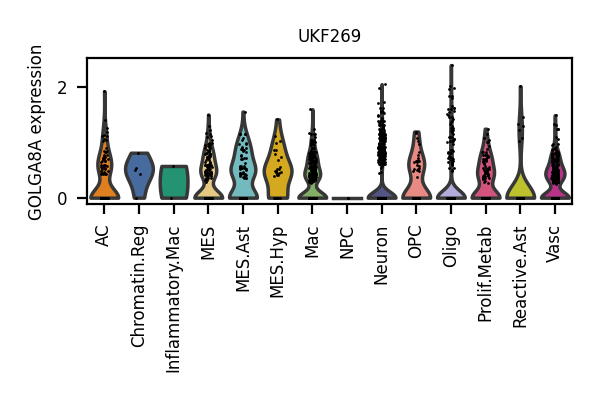 UKF269
GOLGA8A expression
2
0
AC
Chromatin.Reg
Inflammatory.Mac
MES
MES.Ast
MES.Hyp
Mac
NPC
Neuron
OPC
Oligo
Prolif.Metab
Reactive.Ast
Vasc